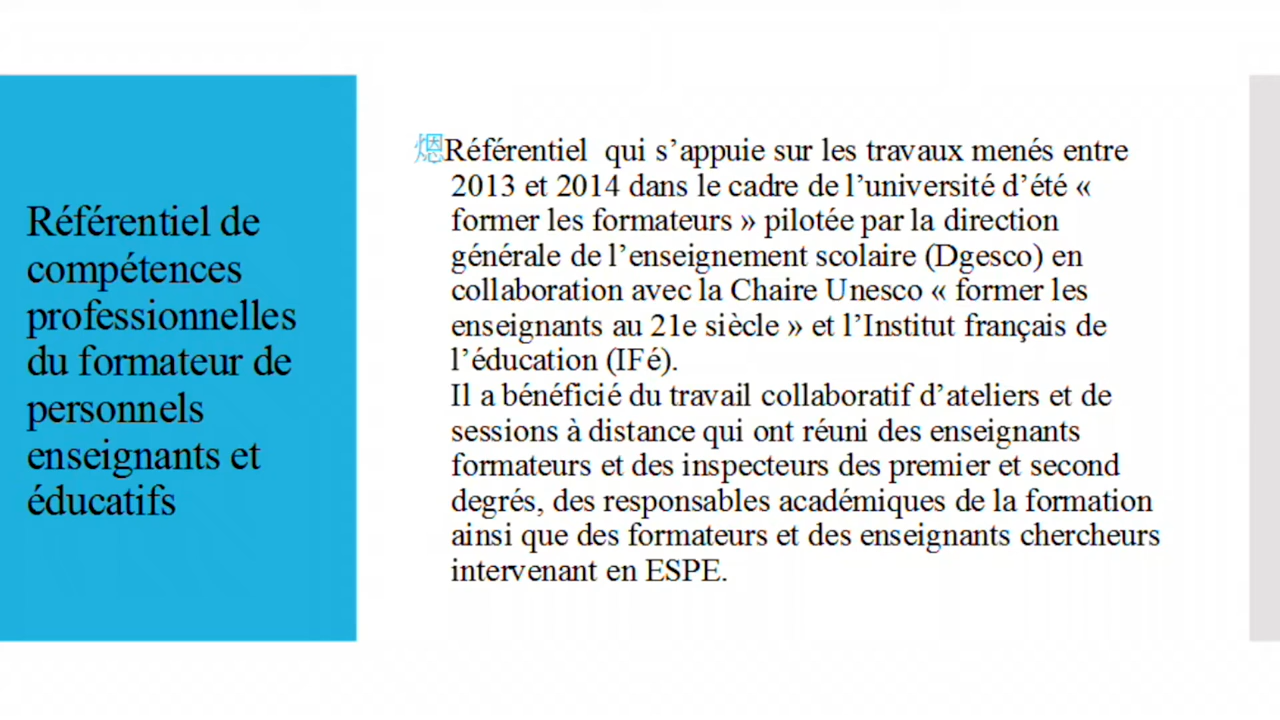 Référentiel de
compétences
professionnelles
du formateur de
personnels
enseignants et
éducatifs
Référentiel qui s’appuie sur les travaux menés entre
2013 et 2014 dans le cadre de l’université d’été «
former les formateurs » pilotée par la direction
générale de l’enseignement scolaire (Dgesco) en
collaboration avec la Chaire Unesco « former les
enseignants au 21e siècle » et l’Institut français de
l’éducation (IFé).
Il a bénéficié du travail collaboratif d’ateliers et de
sessions à distance qui ont réuni des enseignants
formateurs et des inspecteurs des premier et second
degrés, des responsables académiques de la formation
ainsi que des formateurs et des enseignants chercheurs
intervenant en ESPE.